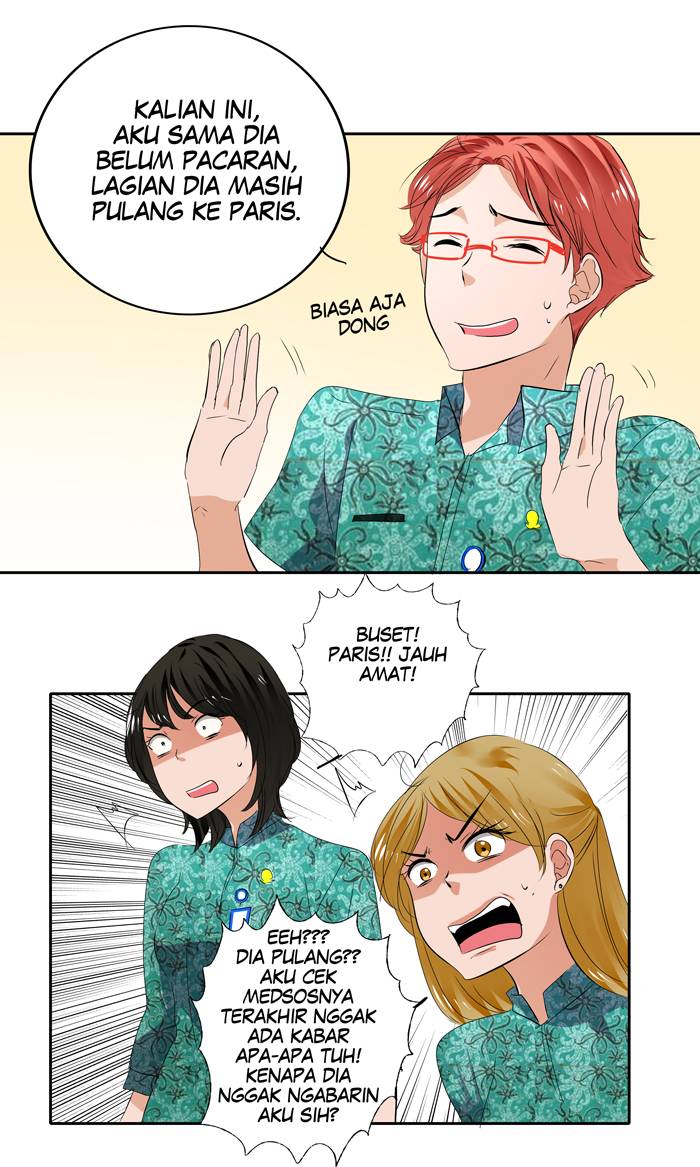 KALIAN INI,
AKU SAMA DIA
BELUM PACARAN,
LAGIAN DIA MASIH
PULANG KE PARIS.
BIASA AJA
DONG
BUSET!
PARIS!! JAUH
AMAT!
EEH???
DIA PULANG??
AKU CEK
MEDSOSNYA
TERAKHIR NGGAK
ADA KABAR
APA-APA TUH!
KENAPA DIA
NGGAK NGABARIN
AKU SIH?